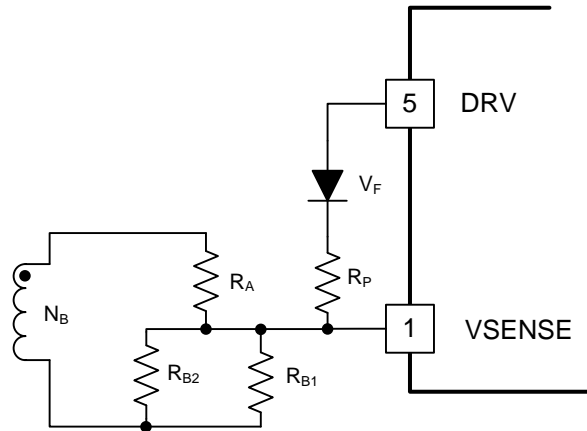 5 DRV
V_F
R_A
R_P
N_B
1 VSENSE
R_B2
R_B1